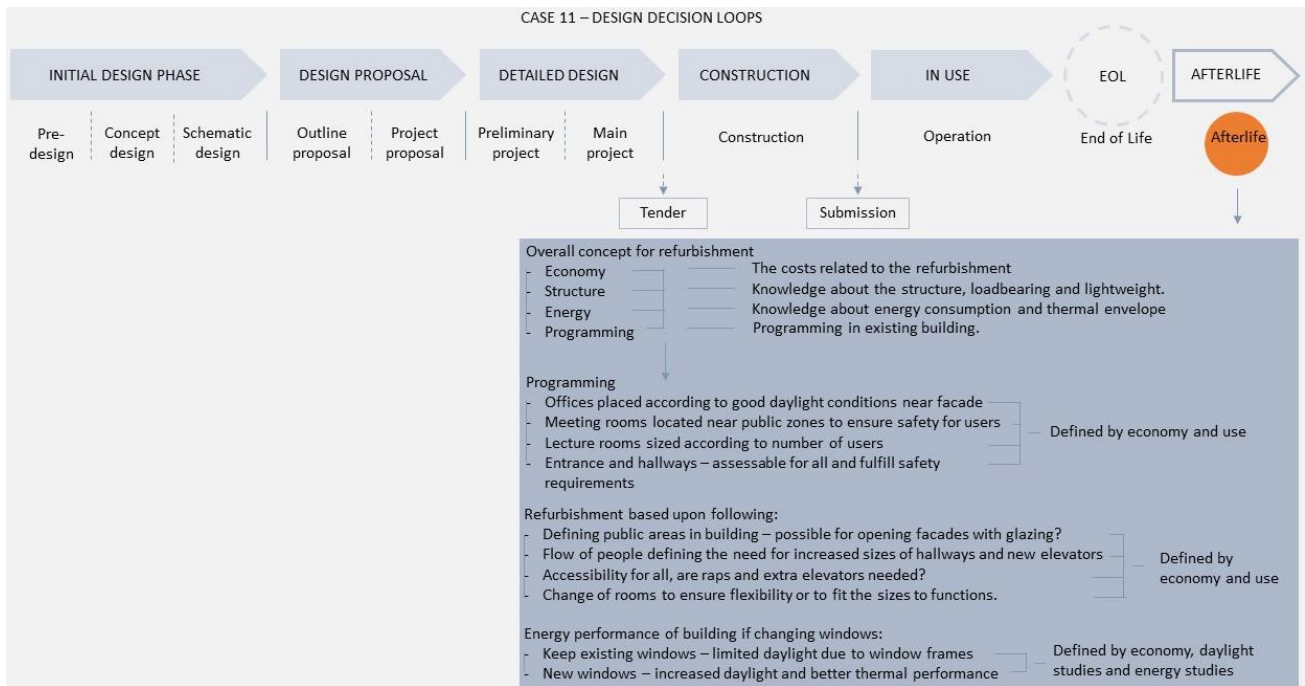 CASE 11 – DESIGN DECISION LOOPS
INITIAL DESIGN PHASE
DESIGN PROPOSAL
DETAILED DESIGN
CONSTRUCTION
IN USE
EOL
AFTERLIFE
Pre-
design
Concept
design
Schematic
design
Outline
proposal
Project
proposal
Preliminary
project
Main
project
Construction
Operation
End of Life
Afterlife
Tender
Submission
Overall concept for refurbishment
- Economy
- Structure
- Energy
- Programming
The costs related to the refurbishment
Knowledge about the structure, loadbearing and lightweight.
Knowledge about energy consumption and thermal envelope
Programming in existing building.
Programming
- Offices placed according to good daylight conditions near facade
- Meeting rooms located near public zones to ensure safety for users
- Lecture rooms sized according to number of users
- Entrance and hallways – assessable for all and fulfill safety
requirements
Defined by economy and use
Refurbishment based upon following:
- Defining public areas in building – possible for opening facades with glazing?
- Flow of people defining the need for increased sizes of hallways and new elevators
- Accessibility for all, are raps and extra elevators needed?
- Change of rooms to ensure flexibility or to fit the sizes to functions.
Defined by
economy and use
Energy performance of building if changing windows:
- Keep existing windows – limited daylight due to window frames
- New windows – increased daylight and better thermal performance
Defined by economy, daylight
studies and energy studies